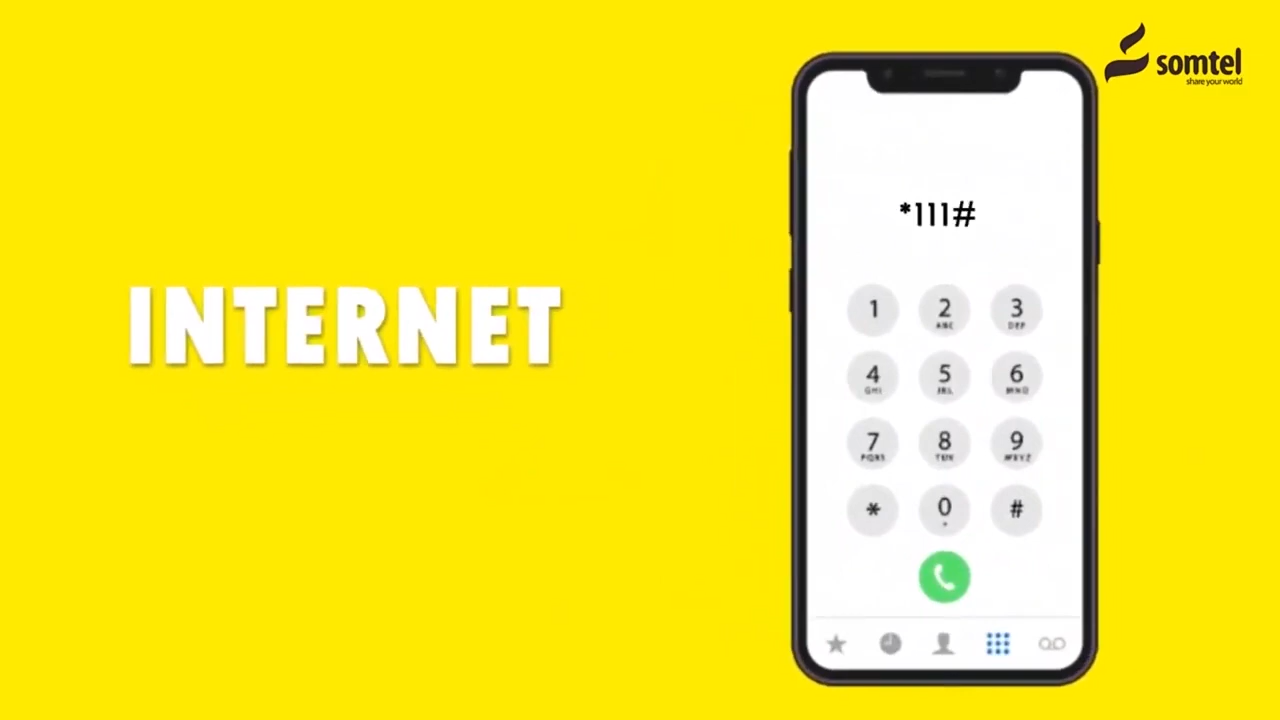 somtel
share your world
*111#
INTERNET
1
2
ABC
3
DEF
4
GHI
5
JKL
6
MNO
7
PQRS
8
TUV
9
WXYZ
*
0
+
#